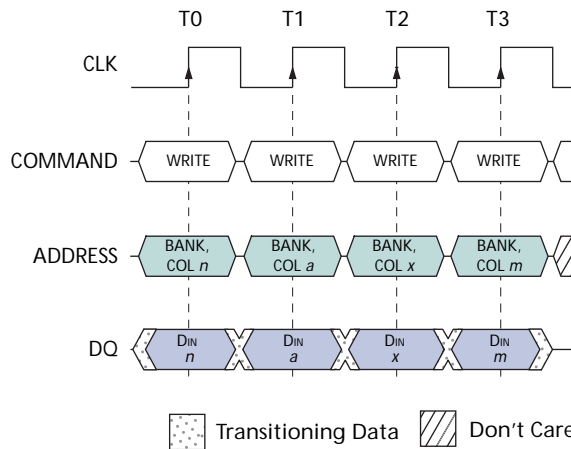 T0 T1 T2 T3
CLK
COMMAND WRITE WRITE WRITE WRITE
ADDRESS BANK, COL n BANK, COL a BANK, COL x BANK, COL m
DQ DIN n DIN a DIN x DIN m
Transitioning Data Don't Care